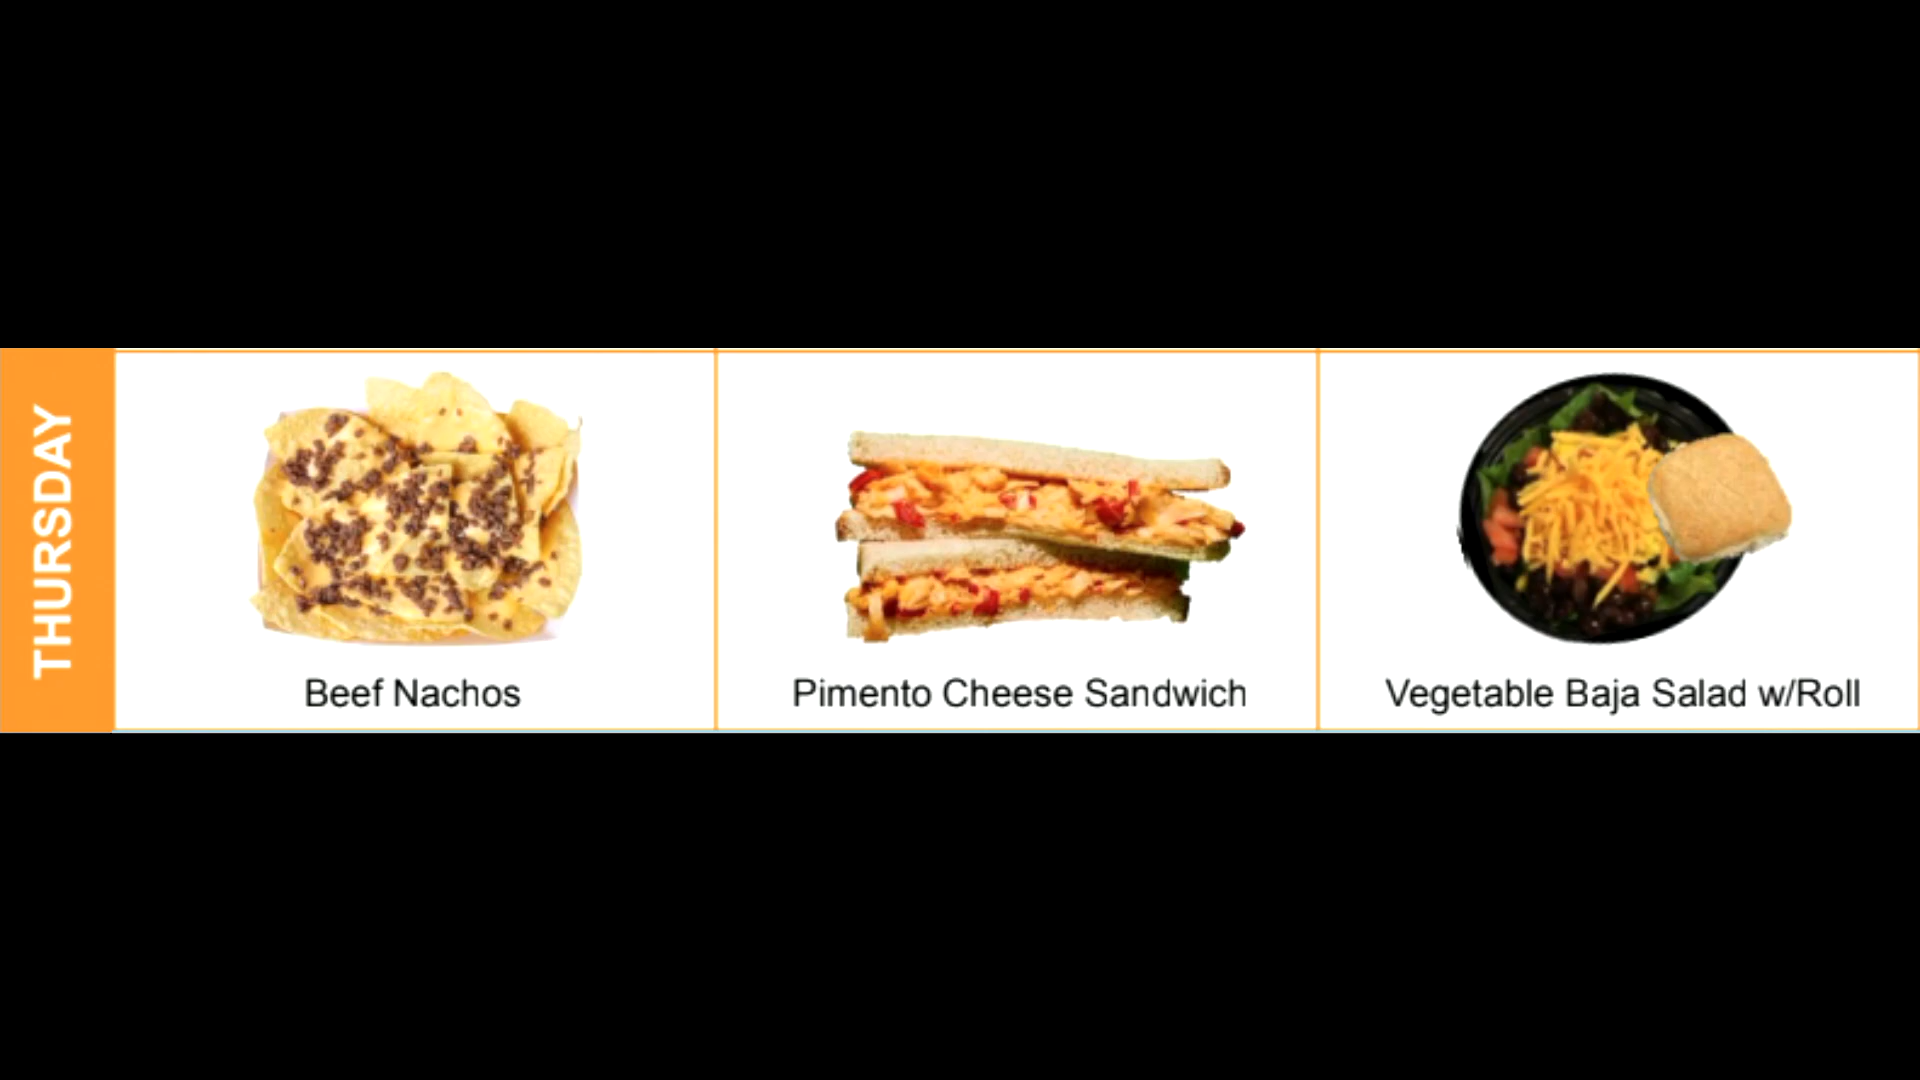 THURSDAY
Beef Nachos
Pimento Cheese Sandwich
Vegetable Baja Salad w/Roll